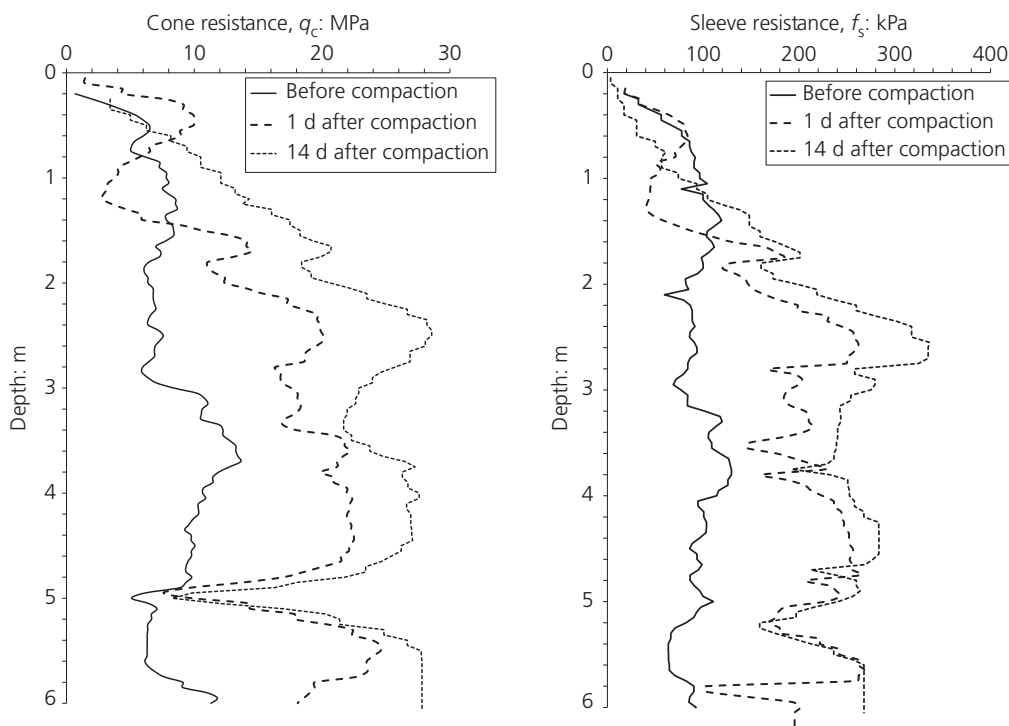 Cone resistance, qc: MPa
0 10 20 30
0
1
2
3
4
5
6
Depth: m
Before compaction
1 d after compaction
14 d after compaction
Sleeve resistance, fs: kPa
0 100 200 300 400
0
1
2
3
4
5
6
Depth: m
Before compaction
1 d after compaction
14 d after compaction